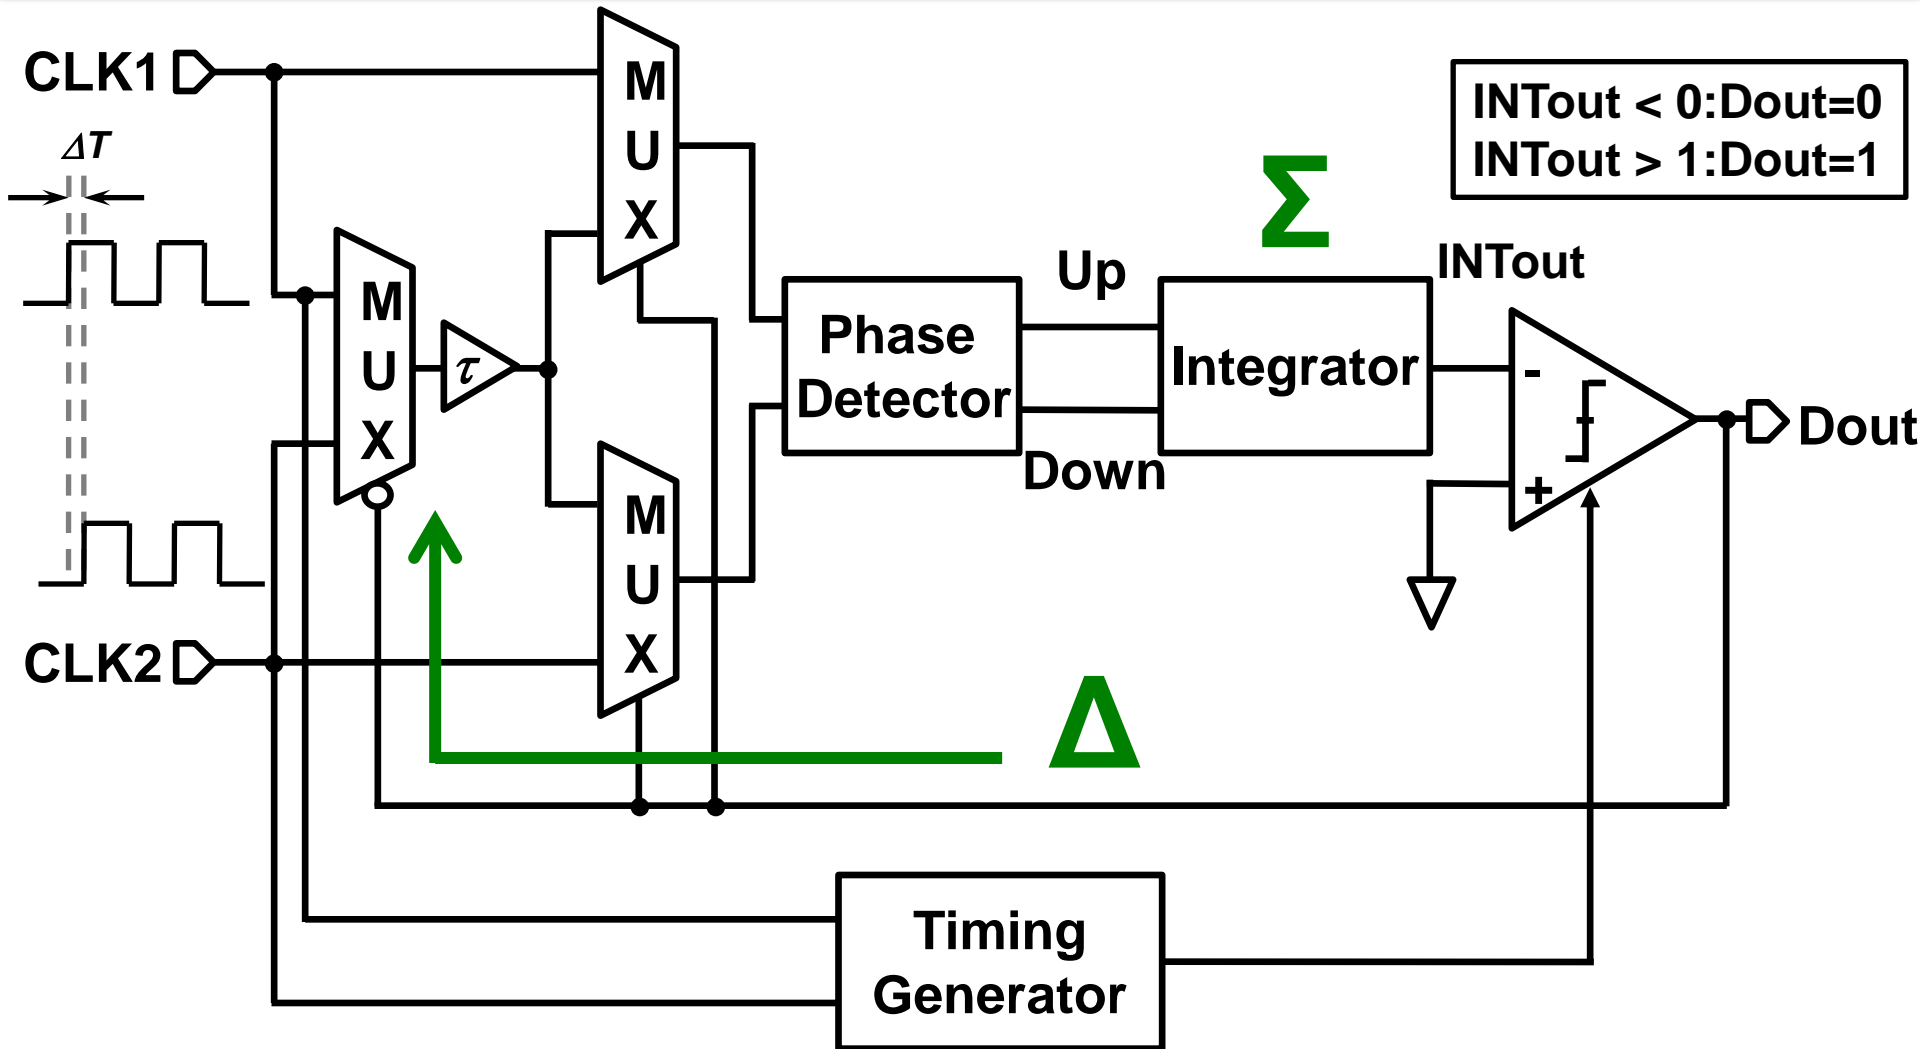 CLK1
ΔT
M
U
X
INTout < 0:Dout=0
INTout > 1:Dout=1
Σ
M
U
X
τ
Phase
Detector
Up
Down
Integrator
INTout
-
+
Dout
M
U
X
CLK2
Δ
Timing
Generator